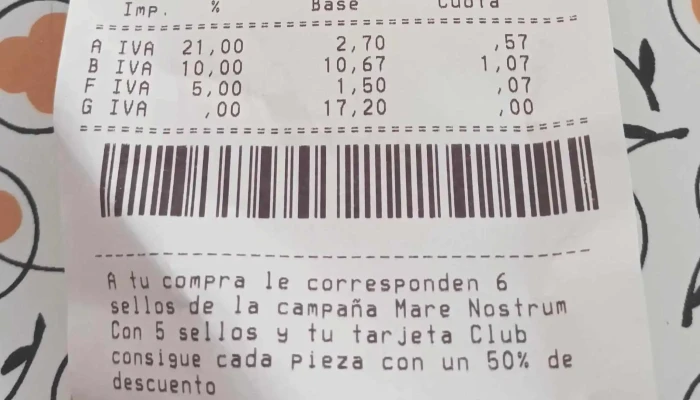 Imp. % Base Cuota
A IVA 21,00 2,70 ,57
B IVA 10,00 10,67 1,07
F IVA 5,00 1,50 ,07
G IVA ,00 17,20 ,00
A tu compra le corresponden 6
sellos de la campaña Mare Nostrum
Con 5 sellos y tu tarjeta Club
consigue cada pieza con un 50% de
descuento